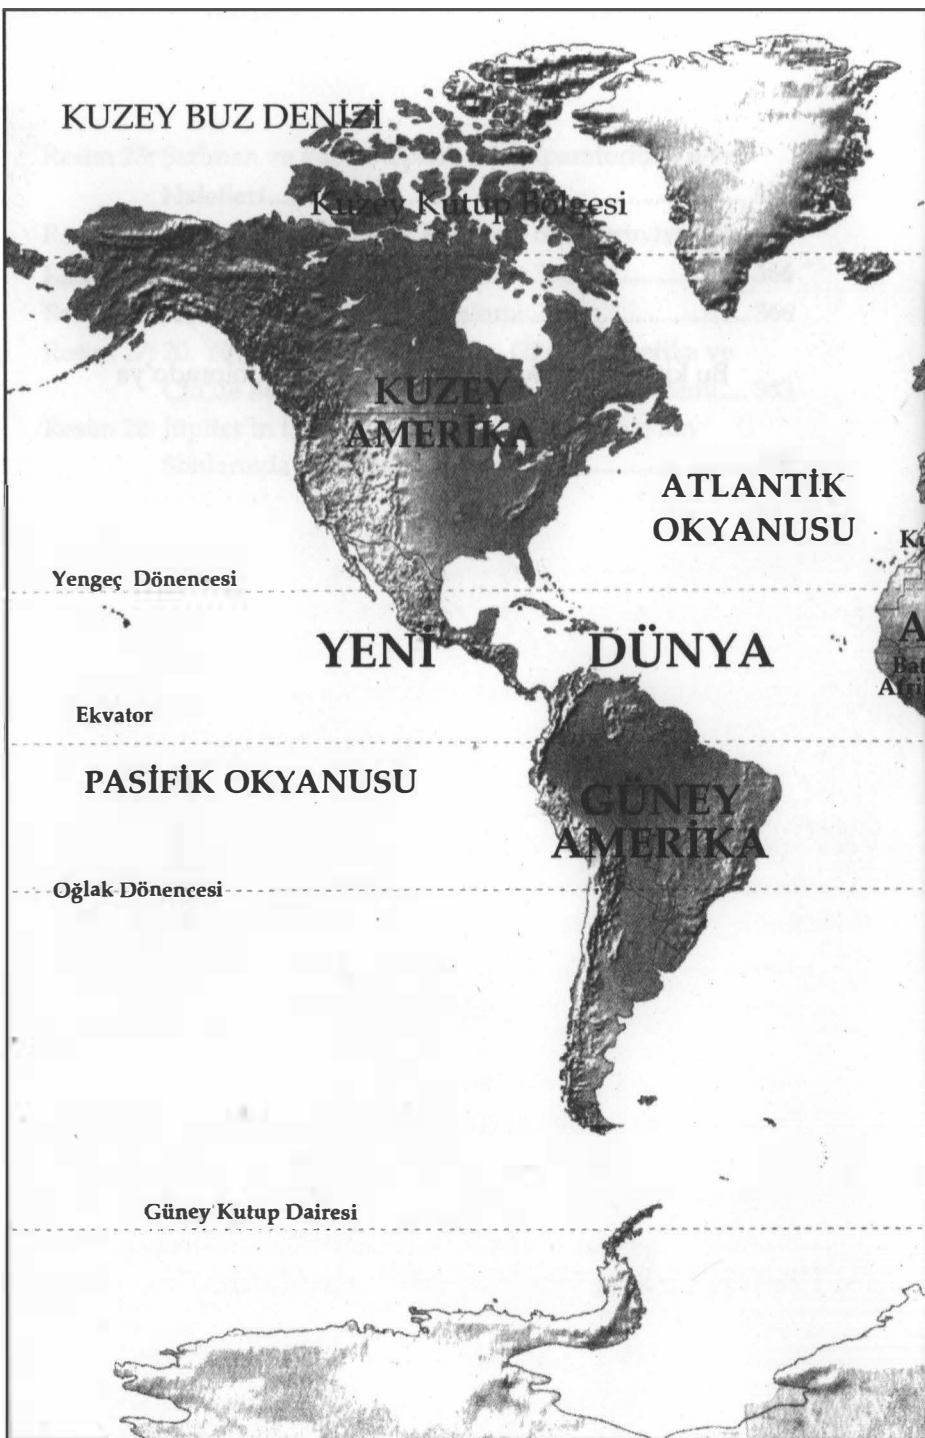 KUZEY BUZ DENİZİ
Kuzey Kutup Bölgesi
KUZEY
AMERİKA
ATLANTİK
OKYANUSU
Yengeç Dönencesi
YENİ DÜNYA
Ekvator
PASİFİK OKYANUSU
GÜNEY
AMERİKA
Oğlak Dönencesi
Güney Kutup Dairesi